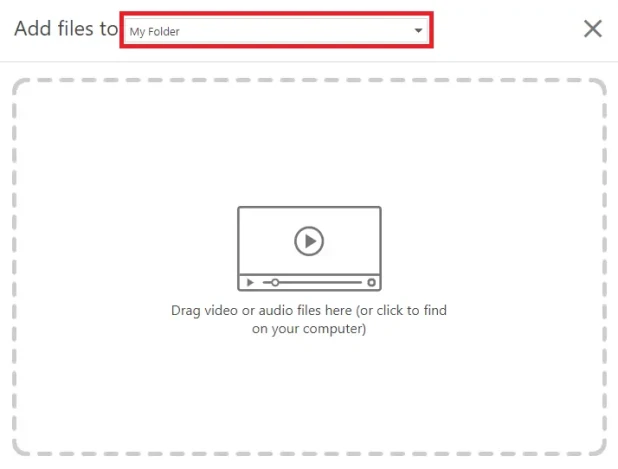 Add files to My Folder
Drag video or audio files here (or click to find
on your computer)